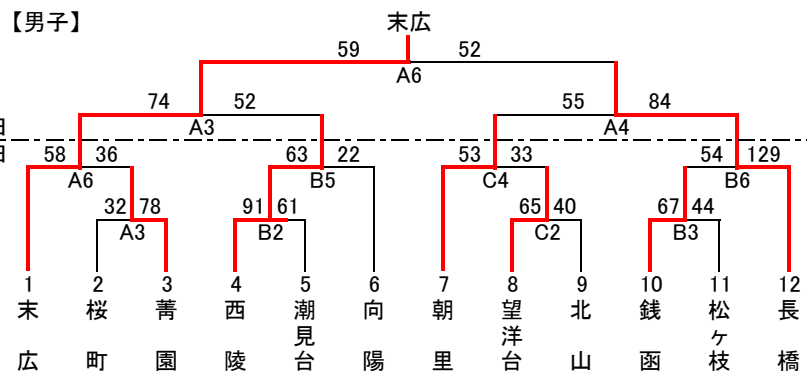 【男子】
末広
59 52
A6
74 52 55 84
A3 A4
58 36 63 22 53 33 54 129
A6 B5 C4 B6
32 78 91 61 65 40 67 44
A3 B2 C2 B3
1 2 3 4 5 6 7 8 9 10 11 12
末広 桜町 菁園 西陵 潮見台 向陽 朝里 望洋台 北山 銭函 松ヶ枝 長橋